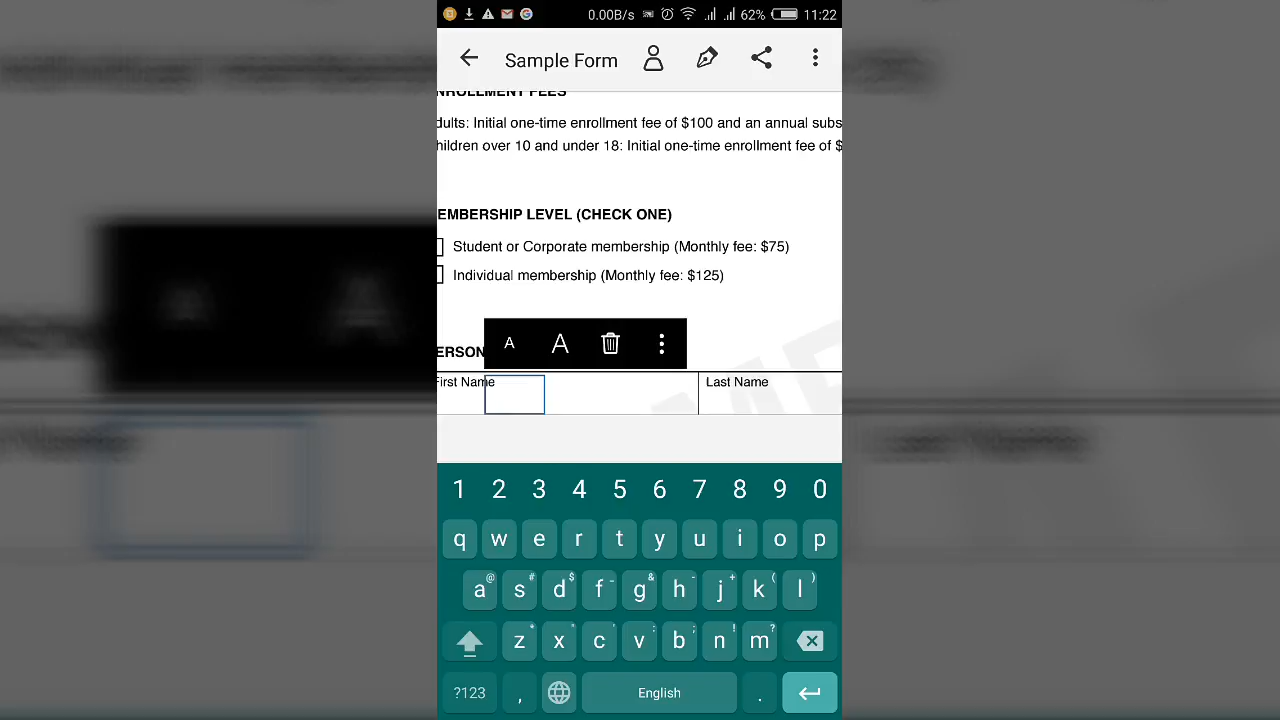 0.00B/s 62% 11:22
Sample Form
NROLLMENT FEES
dults: Initial one-time enrollment fee of $100 and an annual subs
hildren over 10 and under 18: Initial one-time enrollment fee of $
EMBERSHIP LEVEL (CHECK ONE)
Student or Corporate membership (Monthly fee: $75)
Individual membership (Monthly fee: $125)
A A
ERSON
First Name Last Name
1 2 3 4 5 6 7 8 9 0
q w e r t y u i o p
@ # $ _ & - + ( )
a s d f g h j k l
* " ' : ; ! ?
z x c v b n m
?123 , English .